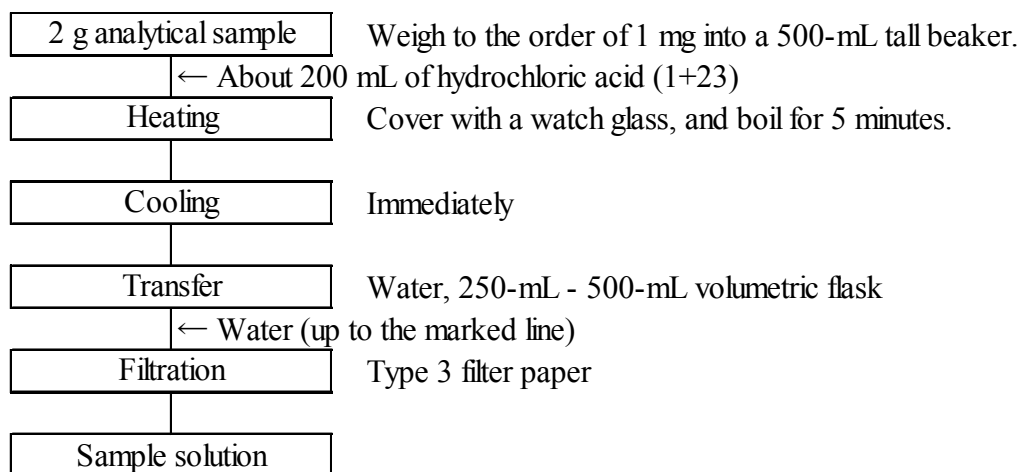 2 g analytical sample Weigh to the order of 1 mg into a 500-mL tall beaker.
← About 200 mL of hydrochloric acid (1+23)
Heating Cover with a watch glass, and boil for 5 minutes.
Cooling Immediately
Transfer Water, 250-mL - 500-mL volumetric flask
← Water (up to the marked line)
Filtration Type 3 filter paper
Sample solution